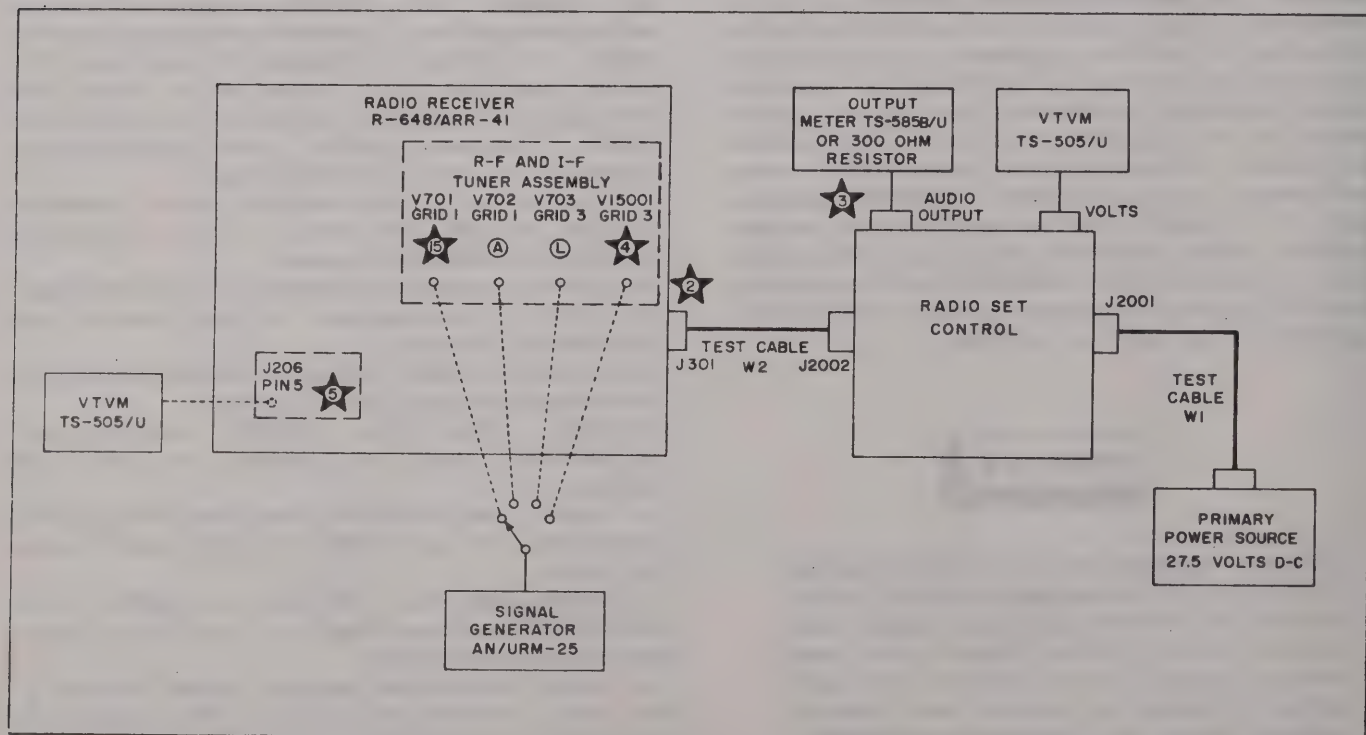 RADIO RECEIVER
R-648/ARR-41
R-F AND I-F
TUNER ASSEMBLY
V701 V702 V703 V15001
GRID 1 GRID 1 GRID 3 GRID 3
15 A L 4
2
J301
TEST CABLE
W2
J2002
J206
PIN 5
5
VTVM
TS-505/U
SIGNAL
GENERATOR
AN/URM-25
OUTPUT
METER TS-585B/U
OR 300 OHM
RESISTOR
3
AUDIO
OUTPUT
VTVM
TS-505/U
VOLTS
RADIO SET
CONTROL
J2001
TEST
CABLE
W1
PRIMARY
POWER SOURCE
27.5 VOLTS D-C